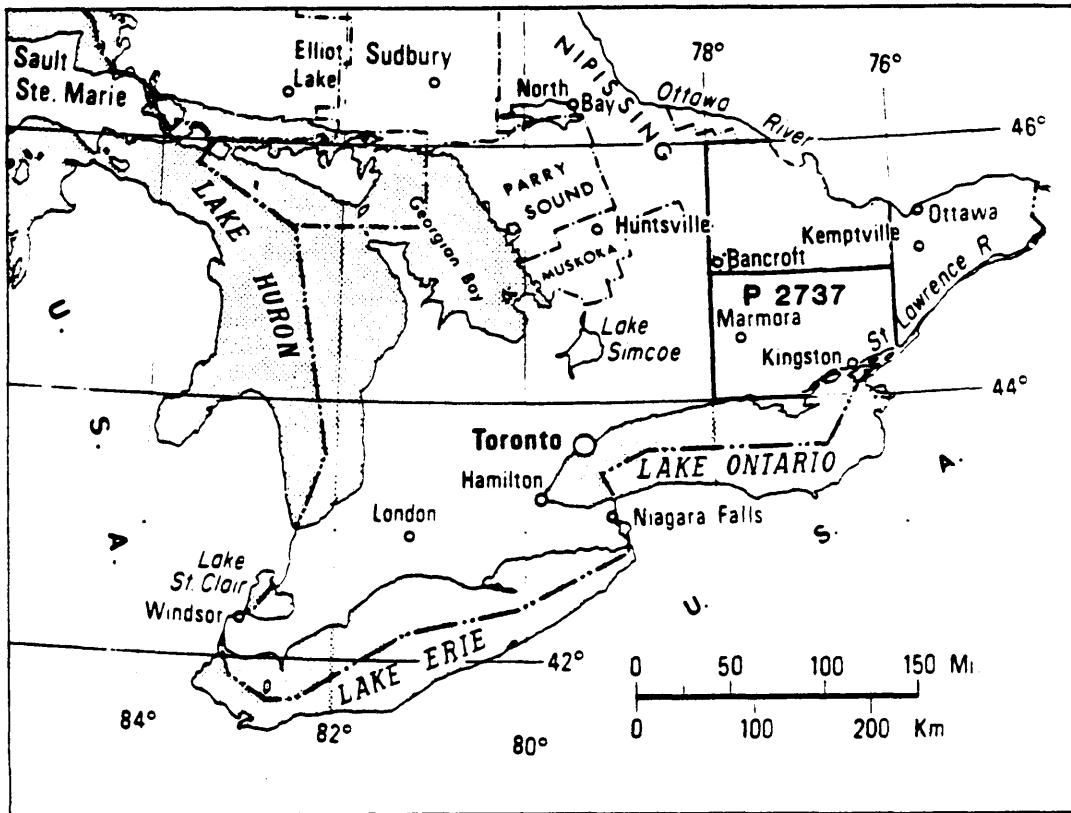 Sault
Ste. Marie
Elliot
Lake
Sudbury
North
Bay
NIPISSING
Ottawa
River
78°
76°
46°
PARRY
SOUND
Huntsville
MUSKOKA
Georgian Bay
LAKE
HURON
Ottawa
Kemptville
Bancroft
P 2737
Marmora
Kingston
St Lawrence R
Lake
Simcoe
44°
U.
S.
A.
Toronto
Hamilton
LAKE ONTARIO
Niagara Falls
London
Lake
St. Clair
Windsor
LAKE ERIE
U.
S.
A.
42°
84°
82°
80°
0 50 100 150 Mi.
0 100 200 Km